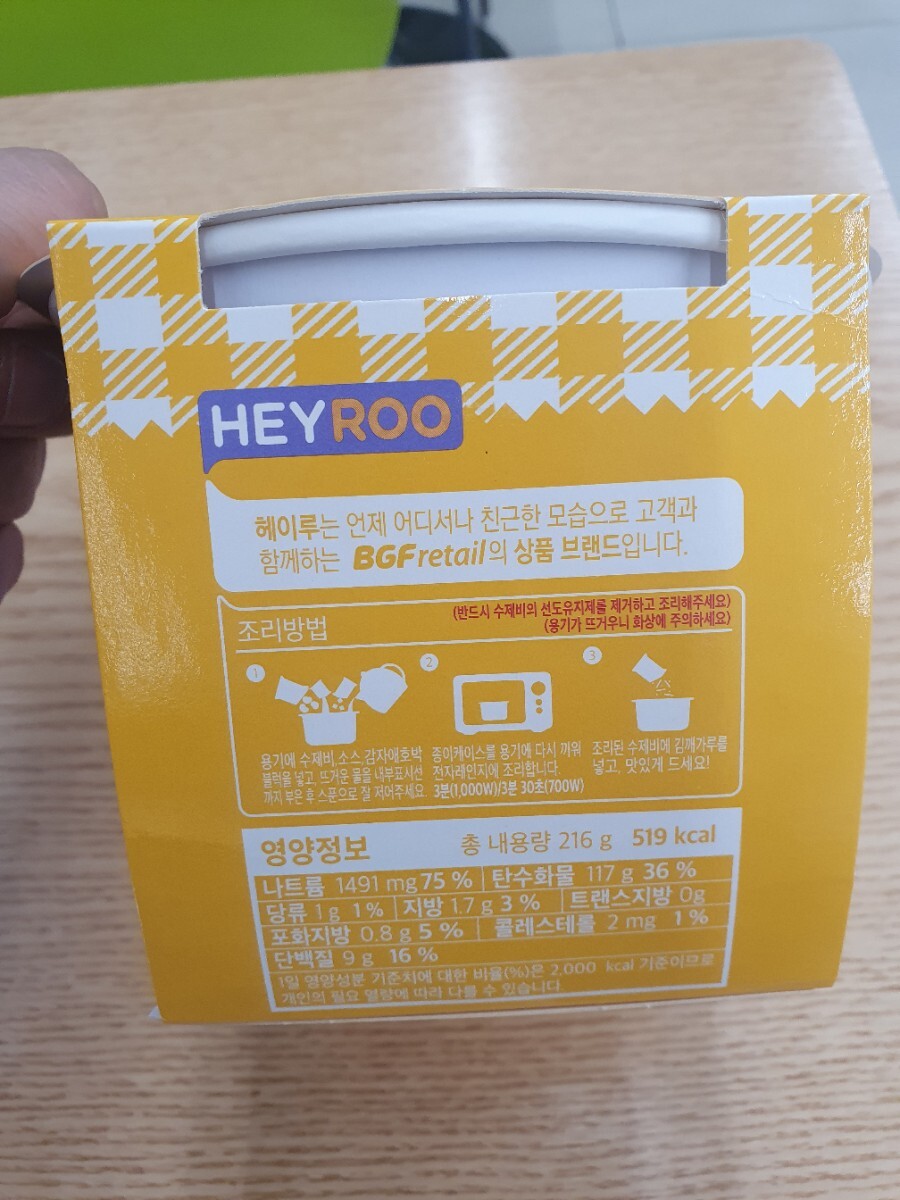 HEYROO
헤이루는 언제 어디서나 친근한 모습으로 고객과
함께하는 BGFretail의 상품 브랜드입니다.
조리방법
(반드시 수제비의 선도유지제를 제거하고 조리해주세요)
(용기가 뜨거우니 화상에 주의하세요)
1
용기에 수제비,소스,감자애호박
블럭을 넣고, 뜨거운 물을 내부표시선
까지 부은 후 스푼으로 잘 저어주세요.
2
종이케이스를 용기에 다시 끼워
전자레인지에 조리합니다.
3분(1,000W)/3분 30초(700W)
3
조리된 수제비에 김깨가루를
넣고, 맛있게 드세요!
영양정보 총 내용량 216 g 519 kcal
나트륨 1491 mg 75 % 탄수화물 117 g 36 %
당류 1 g 1 % 지방 1.7 g 3 % 트랜스지방 0g
포화지방 0.8 g 5 % 콜레스테롤 2 mg 1 %
단백질 9 g 16 %
1일 영양성분 기준치에 대한 비율(%)은 2,000 kcal 기준이므로
개인의 필요 열량에 따라 다를 수 있습니다